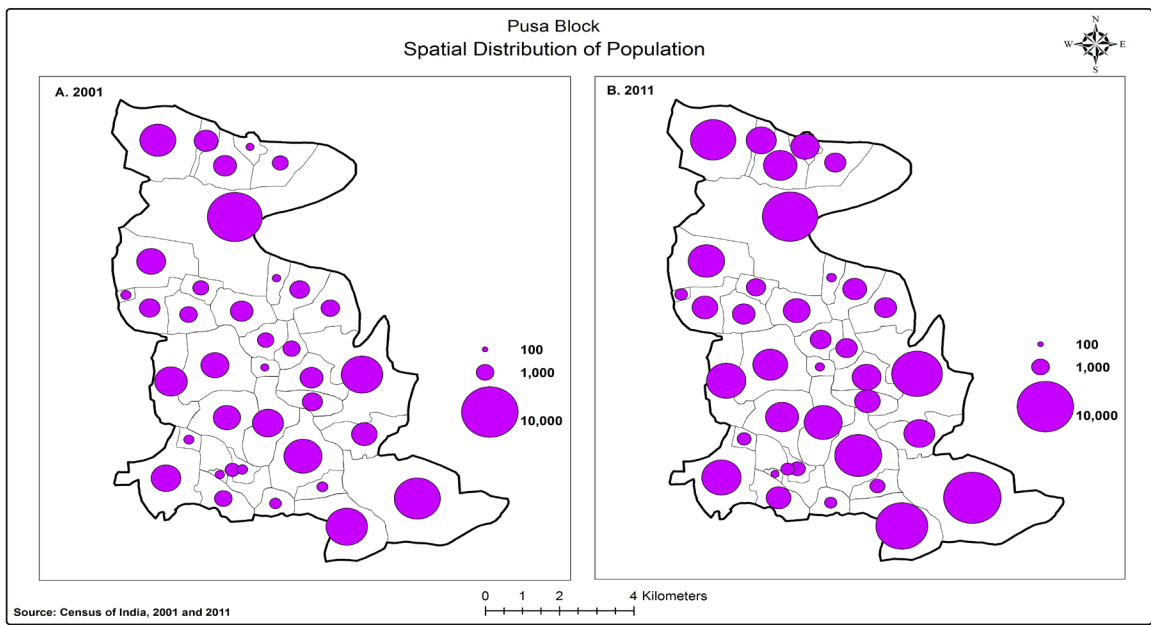 Pusa Block
Spatial Distribution of Population
N
W E
S
A. 2001
100
1,000
10,000
B. 2011
100
1,000
10,000
0 1 2 4 Kilometers
Source: Census of India, 2001 and 2011